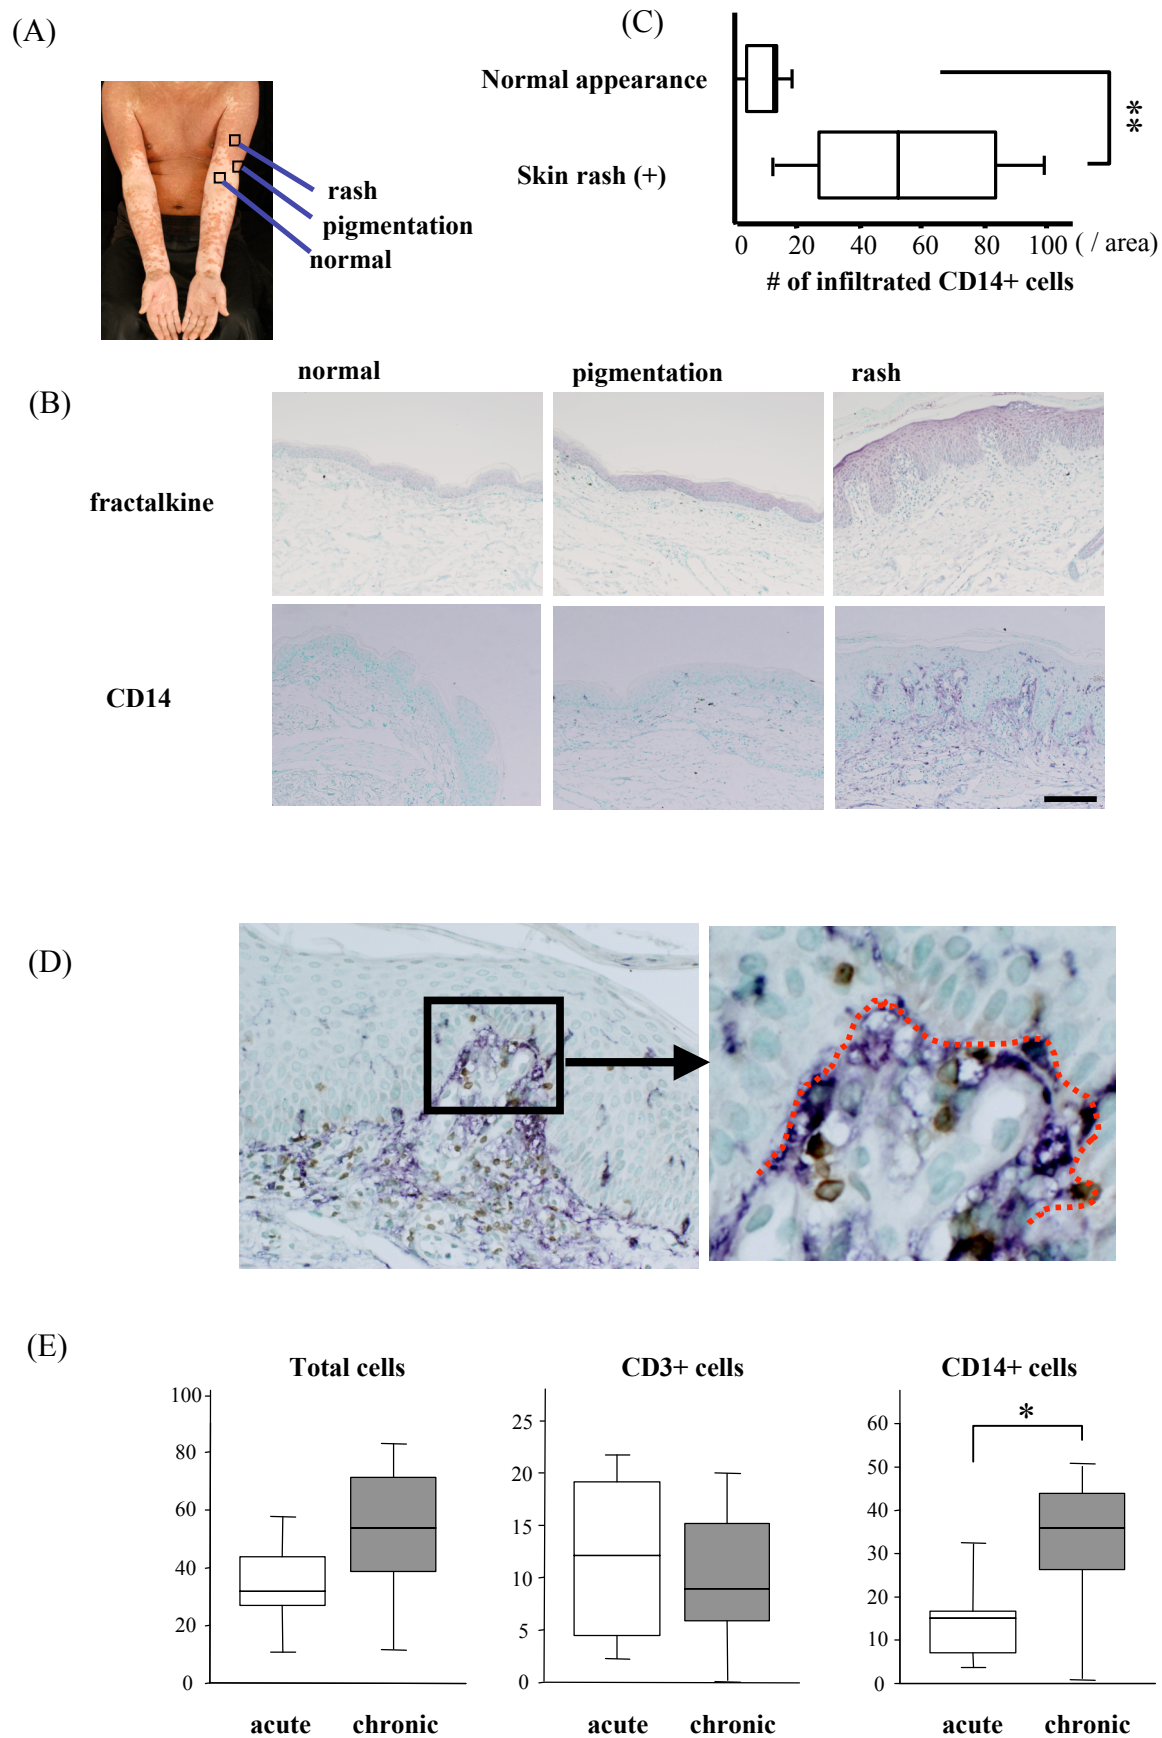 (A)
rash
pigmentation
normal
(C)
Normal appearance
Skin rash (+)
**
0 20 40 60 80 100 ( / area)
# of infiltrated CD14+ cells
(B)
normal pigmentation rash
fractalkine
CD14
(D)
(E)
Total cells
100
80
60
40
20
0
acute chronic
CD3+ cells
25
20
15
10
5
0
acute chronic
CD14+ cells
*
60
50
40
30
20
10
0
acute chronic